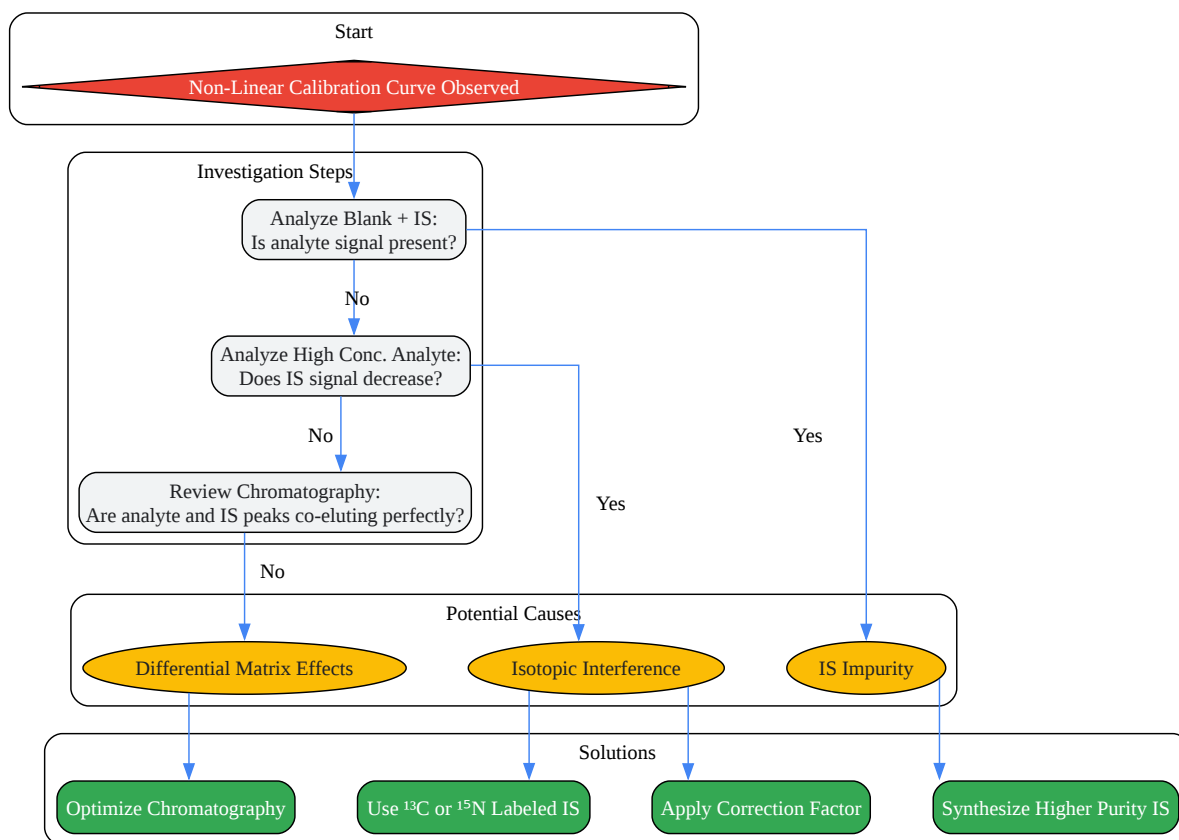 Start
Non-Linear Calibration Curve Observed
Investigation Steps
Analyze Blank + IS:
Is analyte signal present?
No
Analyze High Conc. Analyte:
Does IS signal decrease?
No
Yes
Review Chromatography:
Are analyte and IS peaks co-eluting perfectly?
Yes
No
Potential Causes
Differential Matrix Effects
Isotopic Interference
IS Impurity
Solutions
Optimize Chromatography
Use ¹³C or ¹⁵N Labeled IS
Apply Correction Factor
Synthesize Higher Purity IS